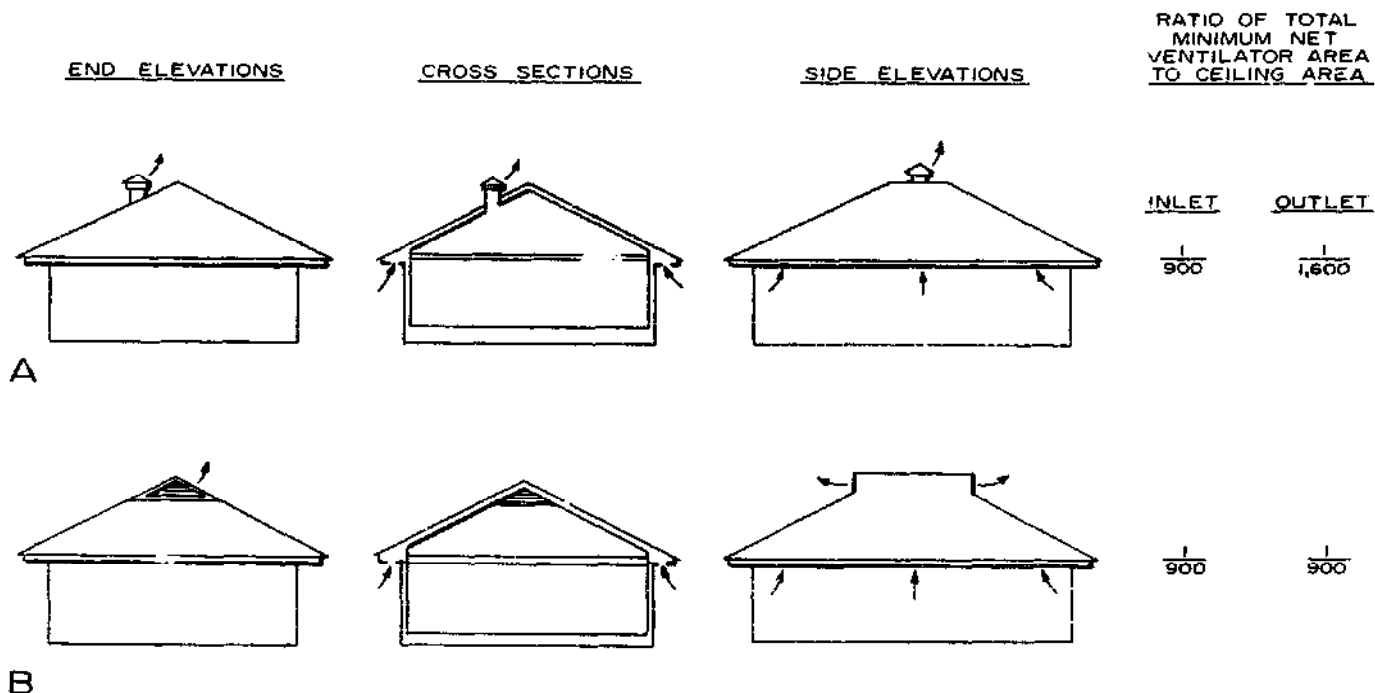 RATIO OF TOTAL
MINIMUM NET
VENTILATOR AREA
TO CEILING AREA
END ELEVATIONS
CROSS SECTIONS
SIDE ELEVATIONS
INLET
OUTLET
1/900
1/1,600
A
1/900
1/900
B